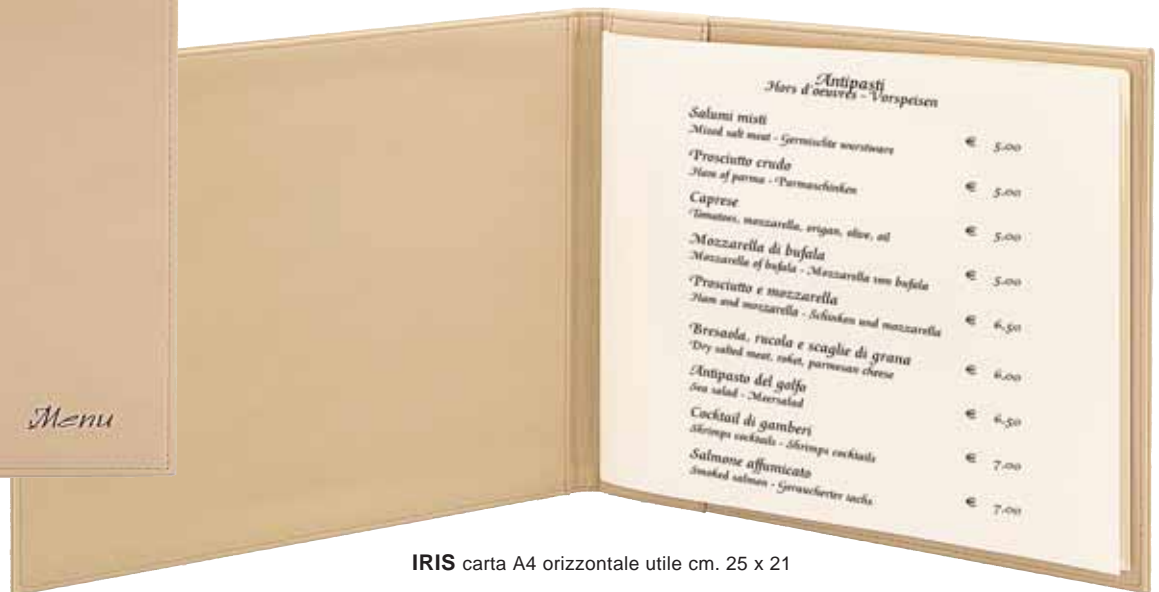 Menu
Antipasti
Hors d'oeuvres - Vorspeisen
Salumi misti
Mixed salt meat - Germischte wurstware
€ 5.00
Prosciutto crudo
Ham of parma - Parmaschinken
€ 5.00
Caprese
Tomatoes, mozzarella, origan, olive, oil
€ 5.00
Mozzarella di bufala
Mozzarella of bufala - Mozzarella von bufala
€ 5.00
Prosciutto e mozzarella
Ham and mozzarella - Schinken und mozzarella
€ 6.50
Bresaola, rucola e scaglie di grana
Dry salted meat, roket, parmesan cheese
€ 6.00
Antipasto del golfo
Sea salad - Meersalad
€ 6.50
Cocktail di gamberi
Shrimps cocktails - Shrimps cocktails
€ 7.00
Salmone affumicato
Smoked salmon - Geraucherter sachs
€ 7.00
IRIS carta A4 orizzontale utile cm. 25 x 21